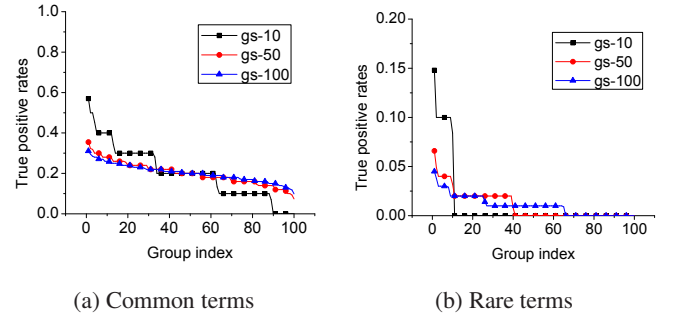 1.0
0.8
0.6
0.4
0.2
0.0
True positive rates
gs-10
gs-50
gs-100
0 20 40 60 80 100
Group index
(a) Common terms
0.20
0.15
0.10
0.05
0.00
True positive rates
gs-10
gs-50
gs-100
0 20 40 60 80 100
Group index
(b) Rare terms